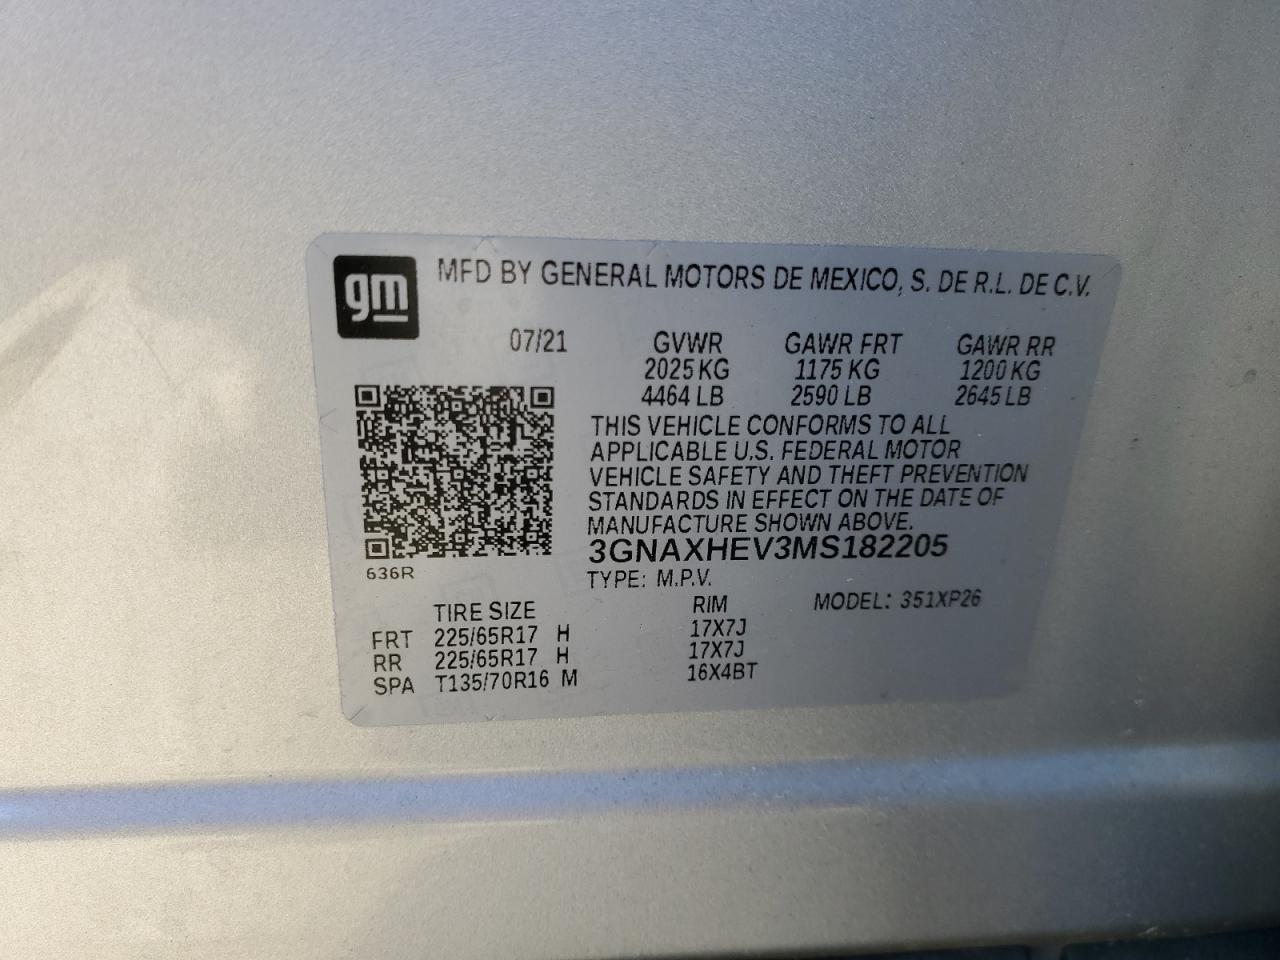 gm
MFD BY GENERAL MOTORS DE MEXICO, S. DE R.L. DE C.V.
07/21 GVWR GAWR FRT GAWR RR
2025 KG 1175 KG 1200 KG
4464 LB 2590 LB 2645 LB
THIS VEHICLE CONFORMS TO ALL
APPLICABLE U.S. FEDERAL MOTOR
VEHICLE SAFETY AND THEFT PREVENTION
STANDARDS IN EFFECT ON THE DATE OF
MANUFACTURE SHOWN ABOVE.
3GNAXHEV3MS182205
636R
TYPE: M.P.V.
TIRE SIZE RIM MODEL: 351XP26
FRT 225/65R17 H 17X7J
RR 225/65R17 H 17X7J
SPA T135/70R16 M 16X4BT